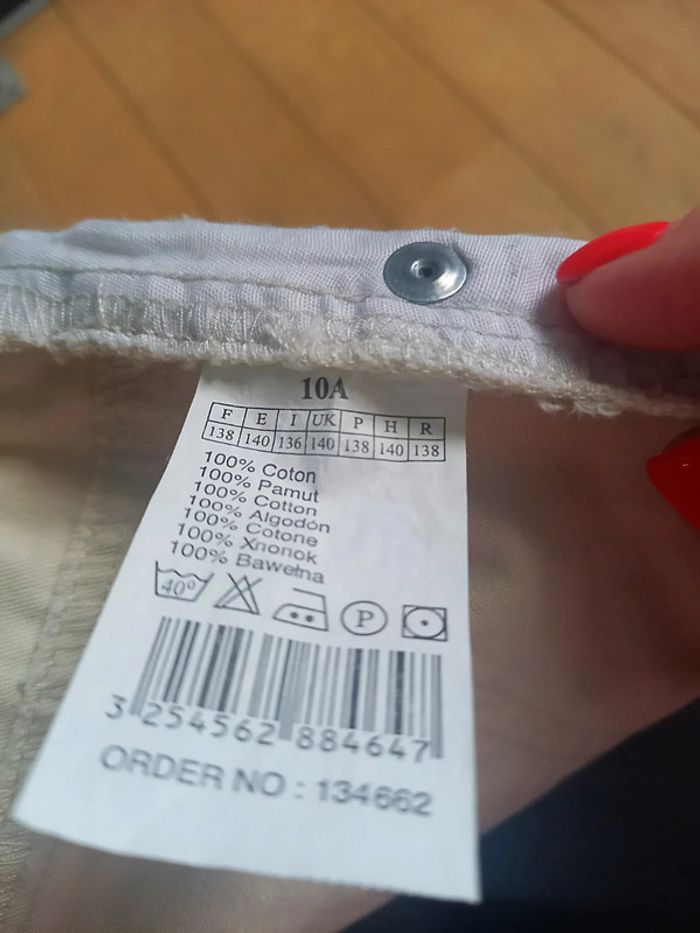 10A
F E I UK P H R
138 140 136 140 138 140 138
100% Coton
100% Pamut
100% Cotton
100% Algodón
100% Cotone
100% Xnonok
100% Bawełna
40°
P
3 254562 884647
ORDER NO : 134662